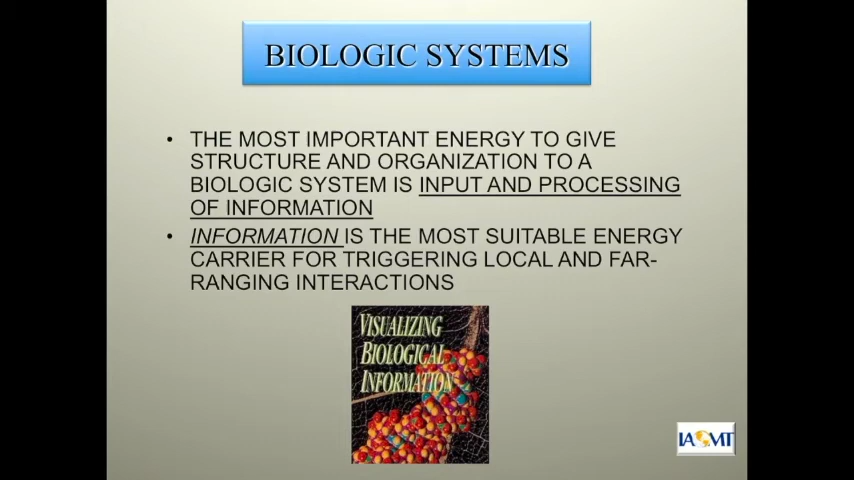 BIOLOGIC SYSTEMS
• THE MOST IMPORTANT ENERGY TO GIVE
STRUCTURE AND ORGANIZATION TO A
BIOLOGIC SYSTEM IS INPUT AND PROCESSING
OF INFORMATION
• INFORMATION IS THE MOST SUITABLE ENERGY
CARRIER FOR TRIGGERING LOCAL AND FAR-
RANGING INTERACTIONS
VISUALIZING
BIOLOGICAL
INFORMATION
IAOMT